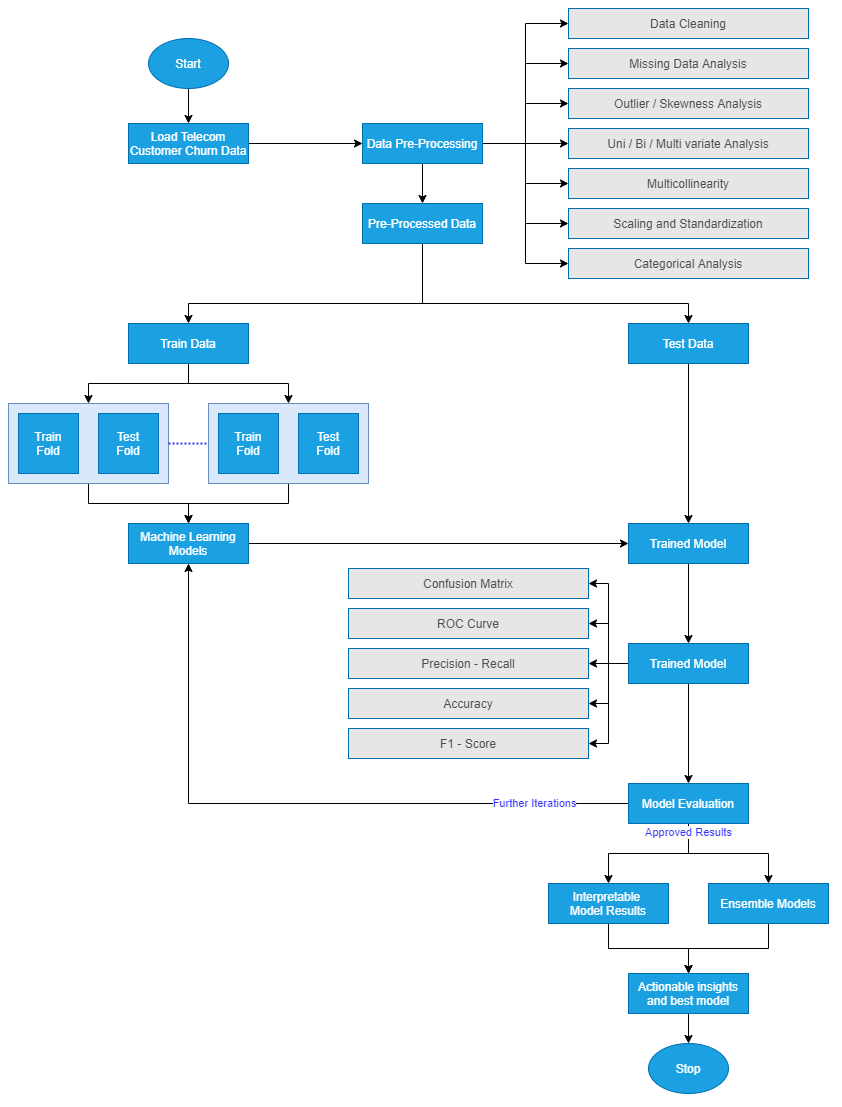 Start
Load Telecom
Customer Churn Data
Data Pre-Processing
Data Cleaning
Missing Data Analysis
Outlier / Skewness Analysis
Uni / Bi / Multi variate Analysis
Multicollinearity
Scaling and Standardization
Categorical Analysis
Pre-Processed Data
Train Data
Test Data
Train
Fold
Test
Fold
Train
Fold
Test
Fold
Machine Learning
Models
Trained Model
Trained Model
Confusion Matrix
ROC Curve
Precision - Recall
Accuracy
F1 - Score
Model Evaluation
Further Iterations
Approved Results
Interpretable
Model Results
Ensemble Models
Actionable insights
and best model
Stop